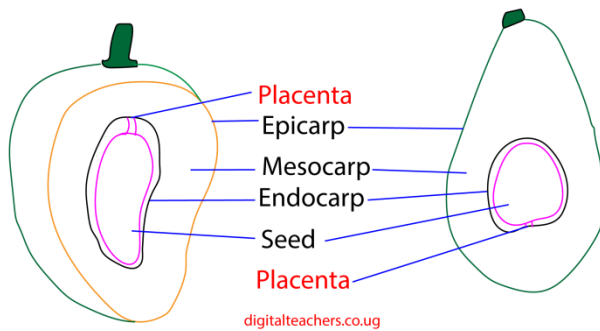 Placenta
Epicarp
Mesocarp
Endocarp
Seed
Placenta
digitalteachers.co.ug